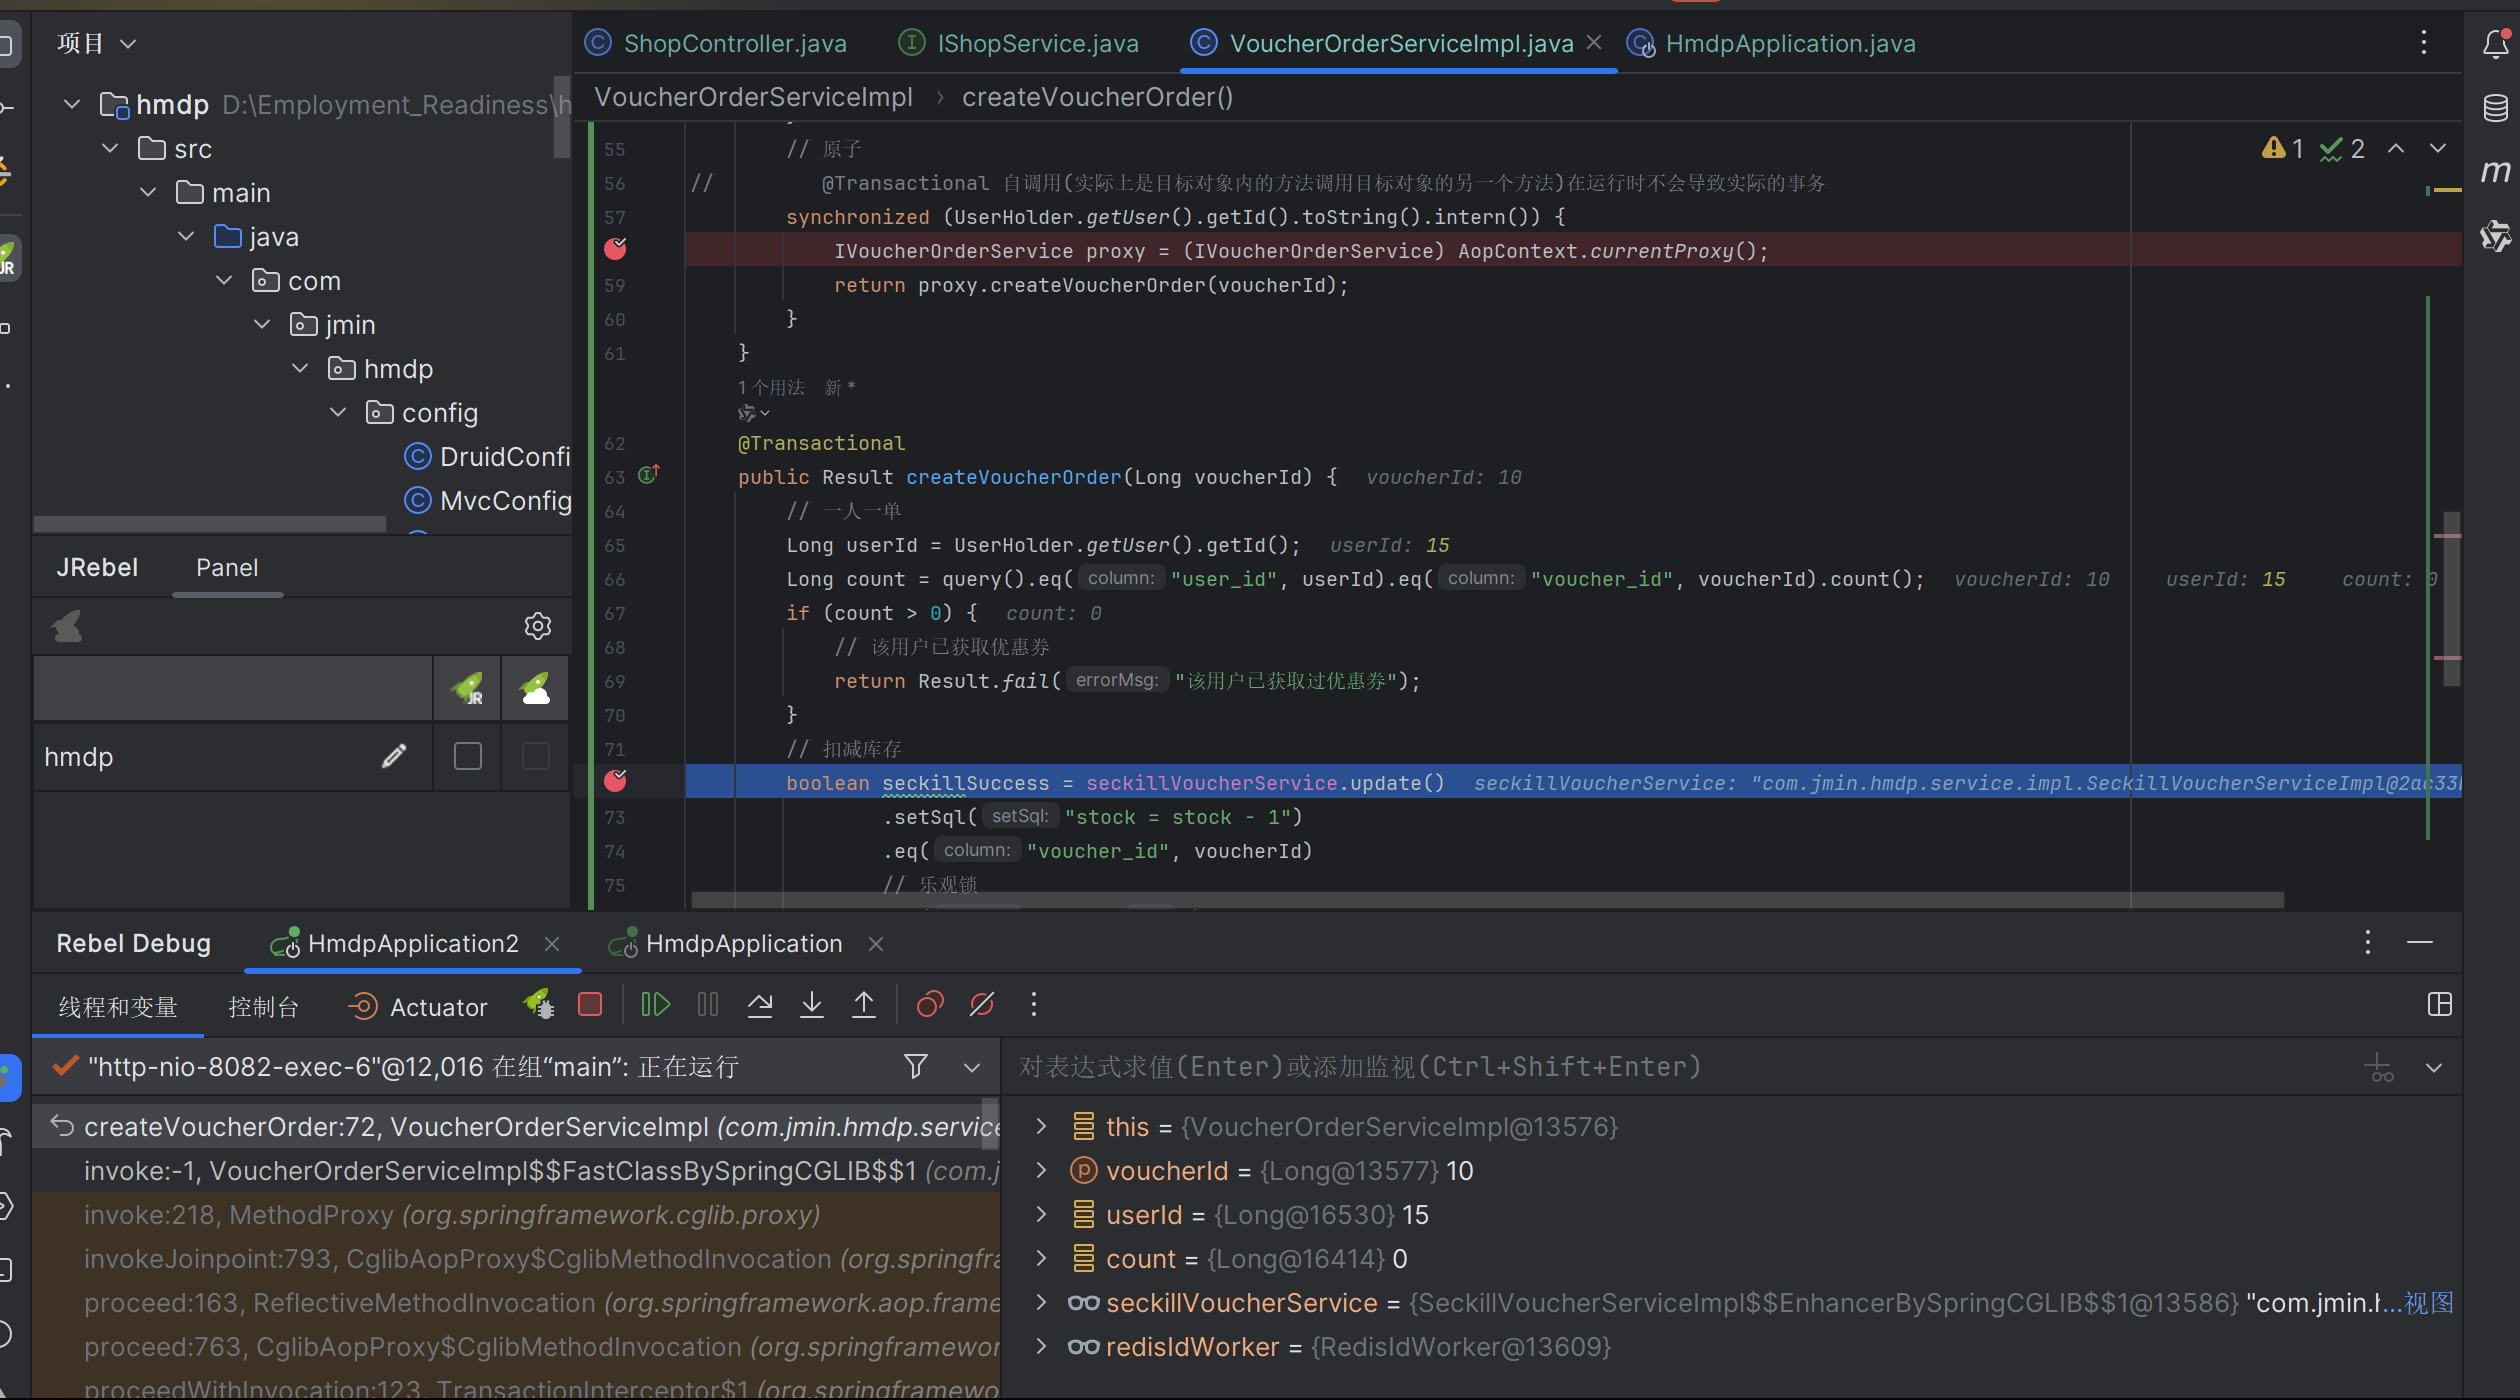 项目
hmdp D:\Employment_Readiness\h
src
main
java
com
jmin
hmdp
config
DruidConfi
MvcConfig
JRebel Panel
JR
hmdp
ShopController.java IShopService.java VoucherOrderServiceImpl.java HmdpApplication.java
VoucherOrderServiceImpl › createVoucherOrder()
1 2
55 // 原子
56 // @Transactional 自调用(实际上是目标对象内的方法调用目标对象的另一个方法)在运行时不会导致实际的事务
57 synchronized (UserHolder.getUser().getId().toString().intern()) {
IVoucherOrderService proxy = (IVoucherOrderService) AopContext.currentProxy();
59 return proxy.createVoucherOrder(voucherId);
60 }
61 }
1 个用法 新 *
62 @Transactional
63 public Result createVoucherOrder(Long voucherId) { voucherId: 10
64 // 一人一单
65 Long userId = UserHolder.getUser().getId(); userId: 15
66 Long count = query().eq( column: "user_id", userId).eq( column: "voucher_id", voucherId).count(); voucherId: 10 userId: 15 count: 0
67 if (count > 0) { count: 0
68 // 该用户已获取优惠券
69 return Result.fail( errorMsg: "该用户已获取过优惠券");
70 }
71 // 扣减库存
boolean seckillSuccess = seckillVoucherService.update() seckillVoucherService: "com.jmin.hmdp.service.impl.SeckillVoucherServiceImpl@2ac33
73 .setSql( setSql: "stock = stock - 1")
74 .eq( column: "voucher_id", voucherId)
75 // 乐观锁
Rebel Debug HmdpApplication2 HmdpApplication
线程和变量 控制台 Actuator
"http-nio-8082-exec-6"@12,016 在组“main”: 正在运行
createVoucherOrder:72, VoucherOrderServiceImpl (com.jmin.hmdp.service
invoke:-1, VoucherOrderServiceImpl$$FastClassBySpringCGLIB$$1 (com.j
invoke:218, MethodProxy (org.springframework.cglib.proxy)
invokeJoinpoint:793, CglibAopProxy$CglibMethodInvocation (org.springfra
proceed:163, ReflectiveMethodInvocation (org.springframework.aop.frame
proceed:763, CglibAopProxy$CglibMethodInvocation (org.springframewor
proceedWithInvocation:123, TransactionInterceptor$1 (org.springframewo
对表达式求值(Enter)或添加监视(Ctrl+Shift+Enter)
this = {VoucherOrderServiceImpl@13576}
voucherId = {Long@13577} 10
userId = {Long@16530} 15
count = {Long@16414} 0
seckillVoucherService = {SeckillVoucherServiceImpl$$EnhancerBySpringCGLIB$$1@13586} "com.jmin.h...视图
redisIdWorker = {RedisIdWorker@13609}